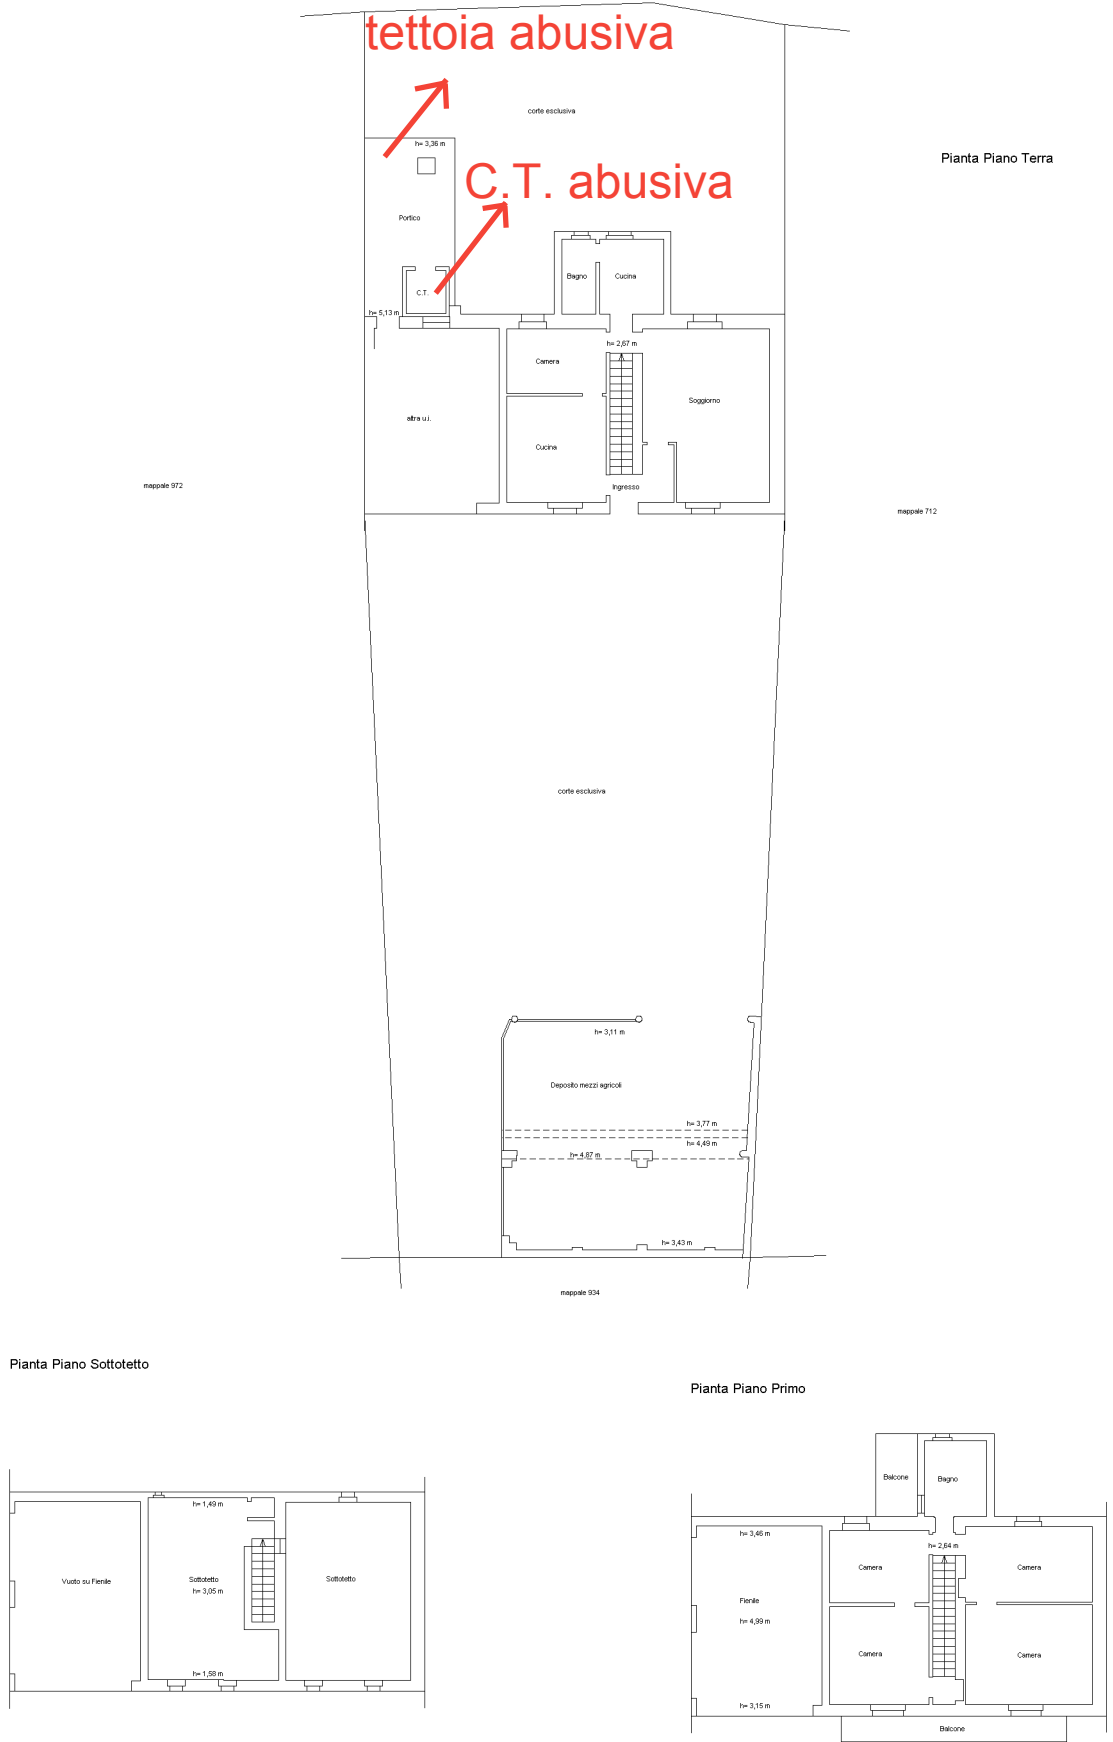 tettoia abusiva
corte esclusiva
h= 3,36 m
Pianta Piano Terra
C.T. abusiva
Portico
Bagno
Cucina
C.T.
h= 5,13 m
h= 2,67 m
Camera
Soggiorno
altra u.i.
Cucina
Ingresso
mappale 972
mappale 712
corte esclusiva
h= 3,11 m
Deposito mezzi agricoli
h= 3,77 m
h= 4,49 m
h= 4,87 m
h= 3,43 m
mappale 934
Pianta Piano Sottotetto
h= 1,49 m
Vuoto su Fienile
Sottotetto
h= 3,05 m
Sottotetto
h= 1,58 m
Pianta Piano Primo
Balcone
Bagno
h= 3,46 m
h= 2,64 m
Camera
Camera
Fienile
h= 4,99 m
Camera
Camera
h= 3,15 m
Balcone